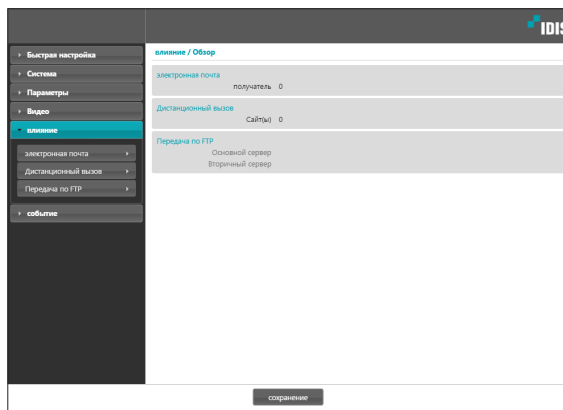 IDIS
Быстрая настройка
Система
Параметры
Видео
влияние
электронная почта
Дистанционный вызов
Передача по FTP
событие
влияние / Обзор
электронная почта
получатель 0
Дистанционный вызов
Сайт(ы) 0
Передача по FTP
Основной сервер
Вторичный сервер
сохранение